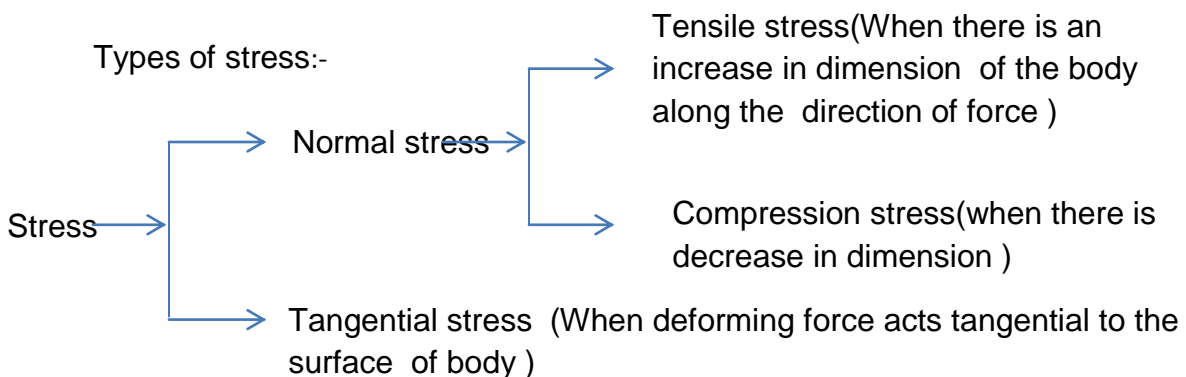 Types of stress:-
Tensile stress(When there is an
increase in dimension of the body
along the direction of force )
Normal stress
Stress
Compression stress(when there is
decrease in dimension )
Tangential stress (When deforming force acts tangential to the
surface of body )